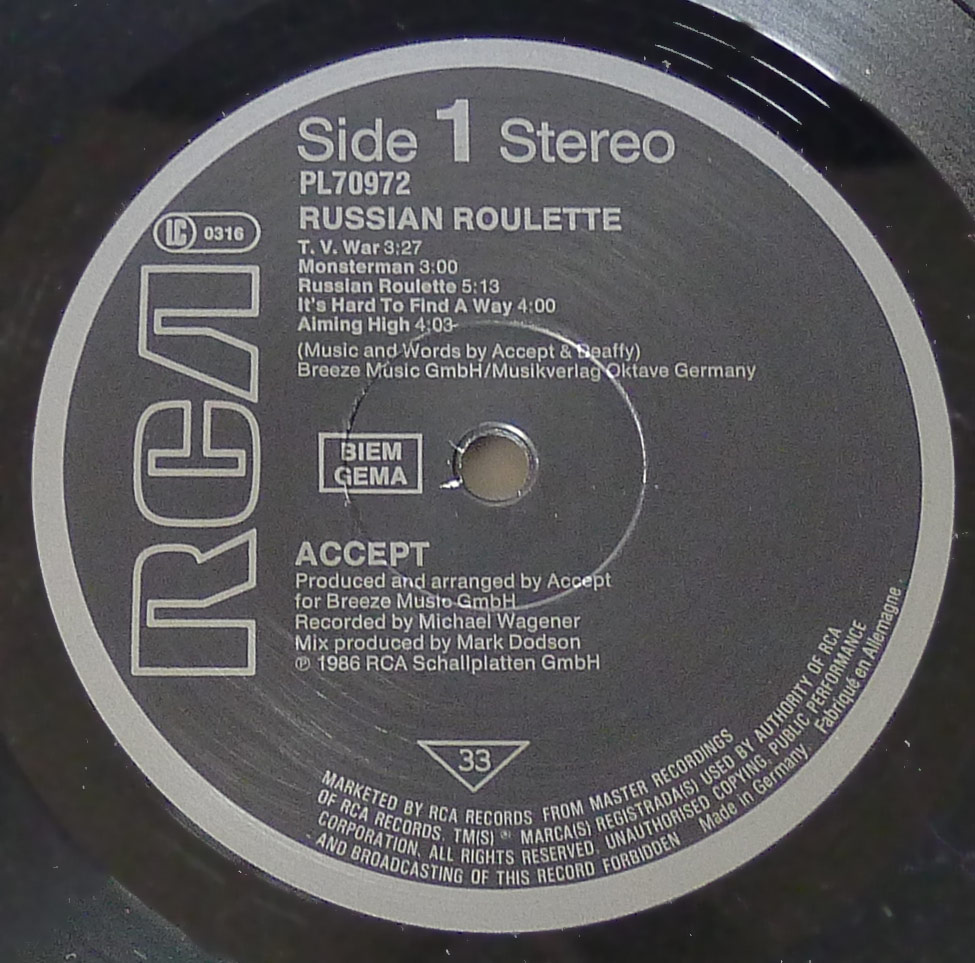 Side 1 Stereo
PL70972
RUSSIAN ROULETTE
LC 0316
T. V. War 3:27
Monsterman 3:00
Russian Roulette 5:13
It's Hard To Find A Way 4:00
Aiming High 4:03
(Music and Words by Accept & Deaffy)
Breeze Music GmbH/Musikverlag Oktave Germany
RCA
BIEM
GEMA
ACCEPT
Produced and arranged by Accept
for Breeze Music GmbH
Recorded by Michael Wagener
Mix produced by Mark Dodson
℗ 1986 RCA Schallplatten GmbH
33
MARKETED BY RCA RECORDS FROM MASTER RECORDINGS
OF RCA RECORDS. TM(S) ® MARCA(S) REGISTRADA(S) USED BY AUTHORITY OF RCA
CORPORATION. ALL RIGHTS RESERVED. UNAUTHORISED COPYING, PUBLIC PERFORMANCE
AND BROADCASTING OF THIS RECORD FORBIDDEN Made in Germany. Fabriqué en Allemagne.